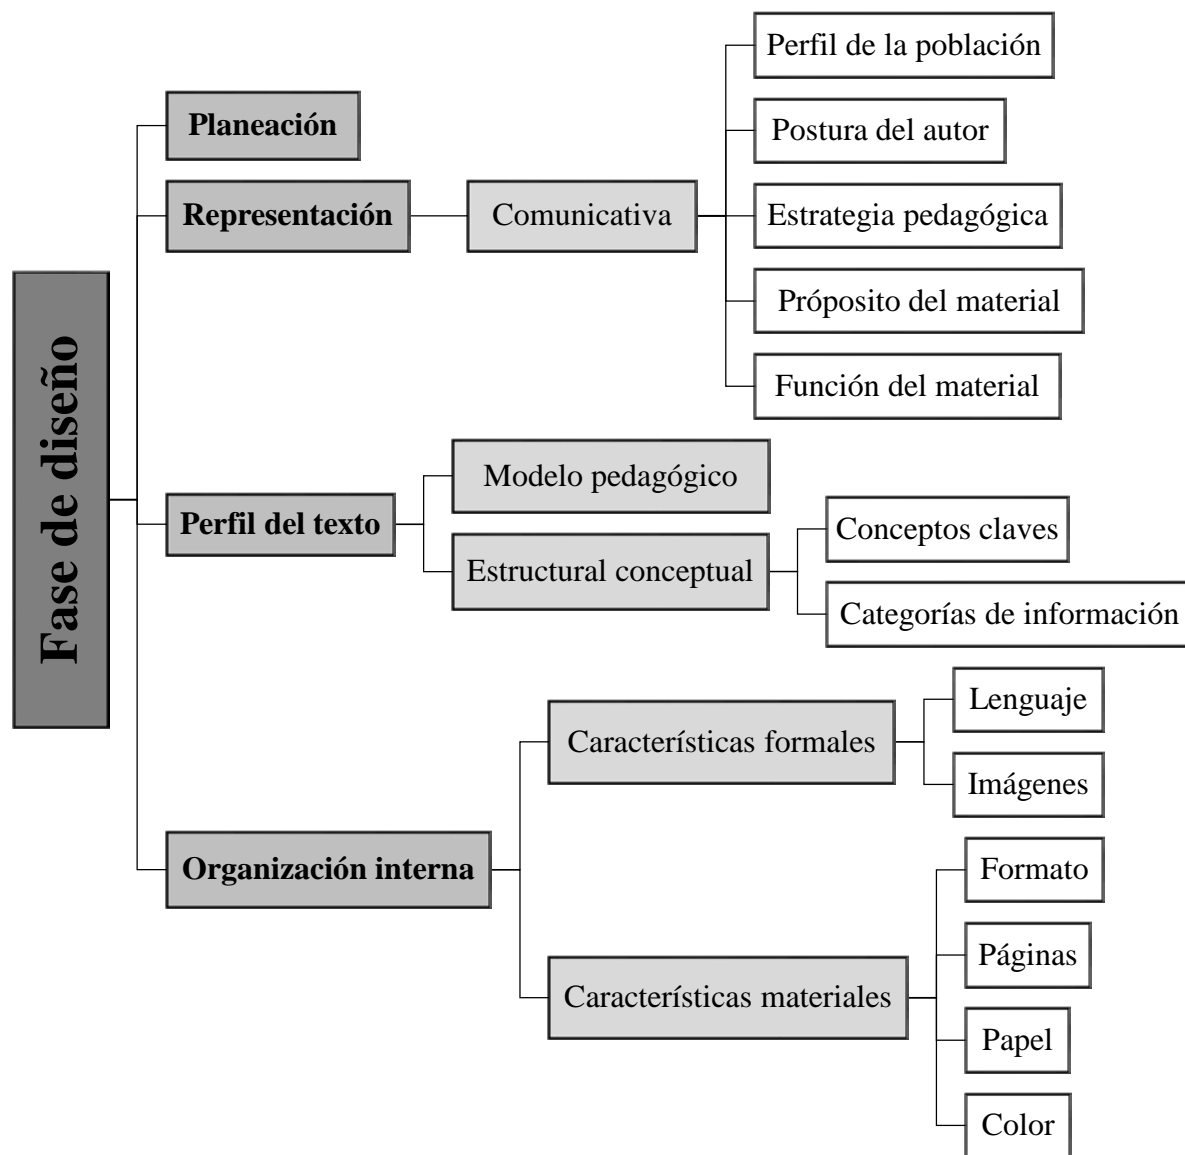 Fase de diseño
Planeación
Representación
Comunicativa
Perfil de la población
Postura del autor
Estrategia pedagógica
Próposito del material
Función del material
Perfil del texto
Modelo pedagógico
Estructural conceptual
Conceptos claves
Categorías de información
Organización interna
Características formales
Lenguaje
Imágenes
Características materiales
Formato
Páginas
Papel
Color